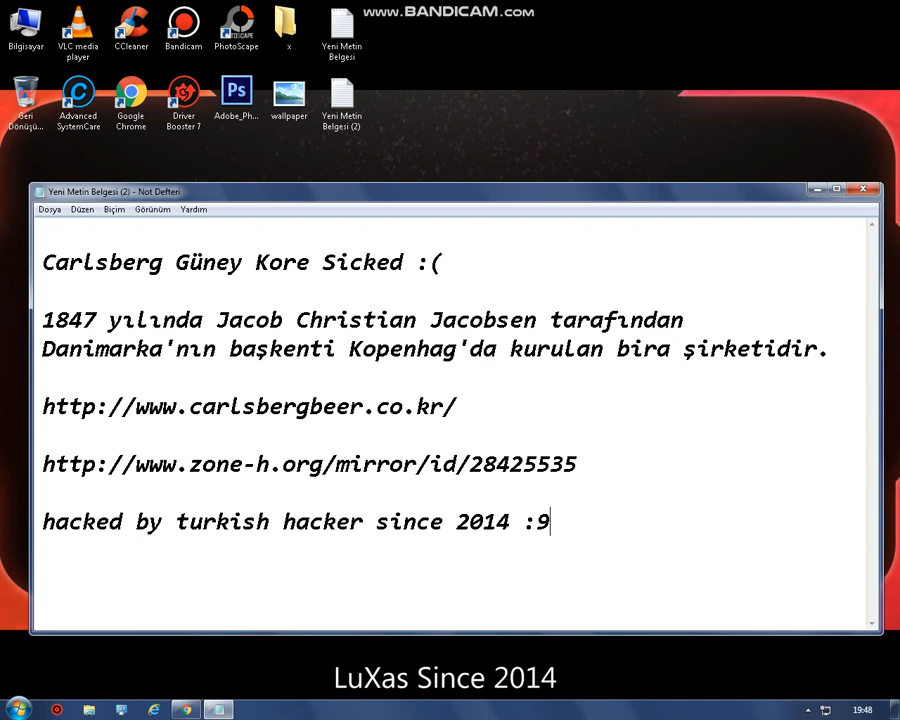 www.BANDICAM.com
Bilgisayar
VLC media player
CCleaner
Bandicam
PhotoScape
x
Yeni Metin Belgesi
Geri Dönüşü...
Advanced SystemCare
Google Chrome
Driver Booster 7
Adobe_Ph...
wallpaper
Yeni Metin Belgesi (2)
Yeni Metin Belgesi (2) - Not Defteri
Dosya Düzen Biçim Görünüm Yardım
Carlsberg Güney Kore Sicked :(
1847 yılında Jacob Christian Jacobsen tarafından
Danimarka'nın başkenti Kopenhag'da kurulan bira şirketidir.
http://www.carlsbergbeer.co.kr/
http://www.zone-h.org/mirror/id/28425535
hacked by turkish hacker since 2014 :9
LuXas Since 2014
19:48